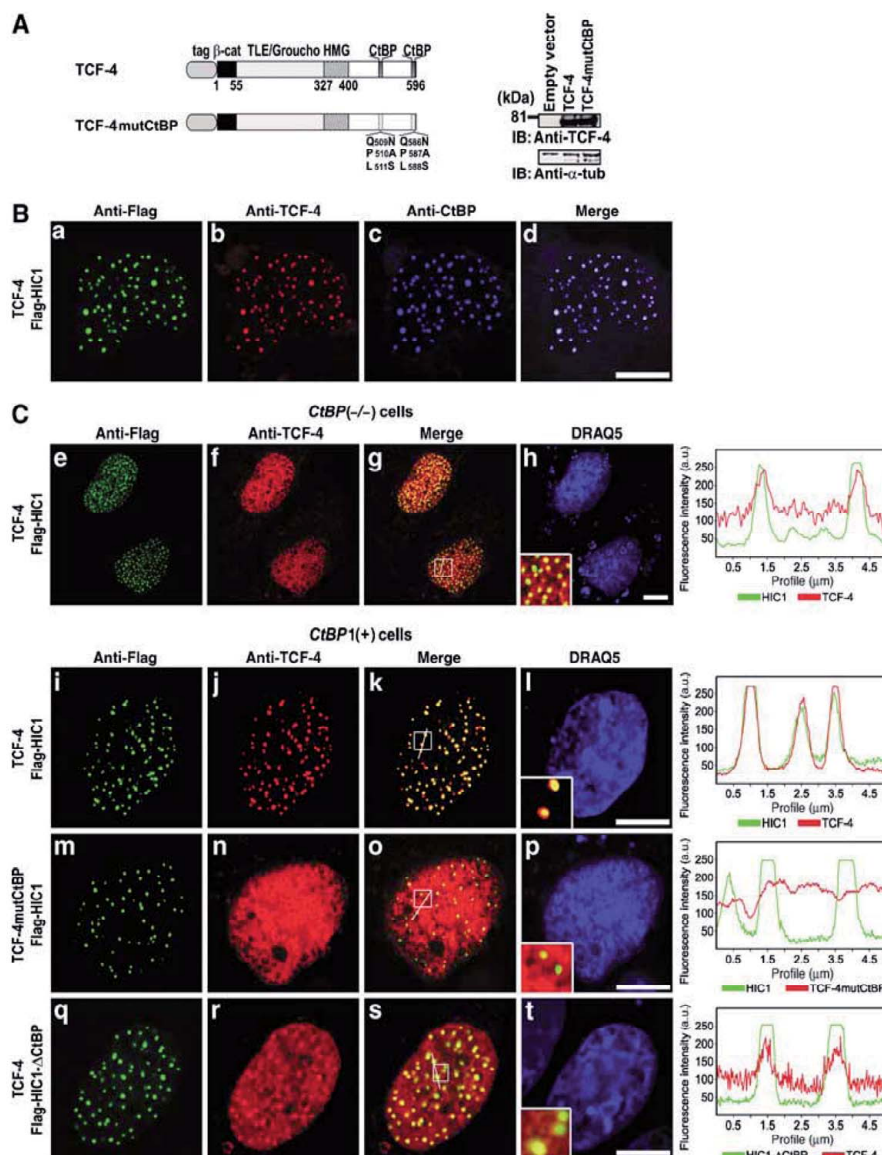 A
tag β-cat TLE/Groucho HMG CtBP CtBP
TCF-4
1 55 327 400 596
TCF-4mutCtBP
Q509N Q586N
P510A P587A
L511S L588S
Empty vector
TCF-4
TCF-4mutCtBP
(kDa)
81
IB: Anti-TCF-4
IB: Anti-α-tub
B
Anti-Flag Anti-TCF-4 Anti-CtBP Merge
TCF-4
Flag-HIC1
a b c d
C
CtBP(–/–) cells
Anti-Flag Anti-TCF-4 Merge DRAQ5
TCF-4
Flag-HIC1
e f g h
Fluorescence intensity (a.u.)
250
200
150
100
50
0.5 1.5 2.5 3.5 4.5
Profile (μm)
HIC1 TCF-4
CtBP1(+) cells
Anti-Flag Anti-TCF-4 Merge DRAQ5
TCF-4
Flag-HIC1
i j k l
Fluorescence intensity (a.u.)
250
200
150
100
50
0.5 1.5 2.5 3.5 4.5
Profile (μm)
HIC1 TCF-4
TCF-4mutCtBP
Flag-HIC1
m n o p
Fluorescence intensity (a.u.)
250
200
150
100
50
0.5 1.5 2.5 3.5 4.5
Profile (μm)
HIC1 TCF-4mutCtBP
TCF-4
Flag-HIC1-ΔCtBP
q r s t
Fluorescence intensity (a.u.)
250
200
150
100
50
0.5 1.5 2.5 3.5 4.5
Profile (μm)
HIC1-ΔCtBP TCF-4